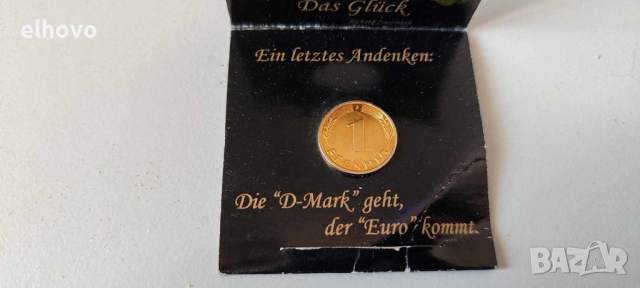 elhovo
Das Glück
Ein letztes Andenken:
1
PFENNIG
Die "D-Mark" geht,
der "Euro" kommt.
BAZAR